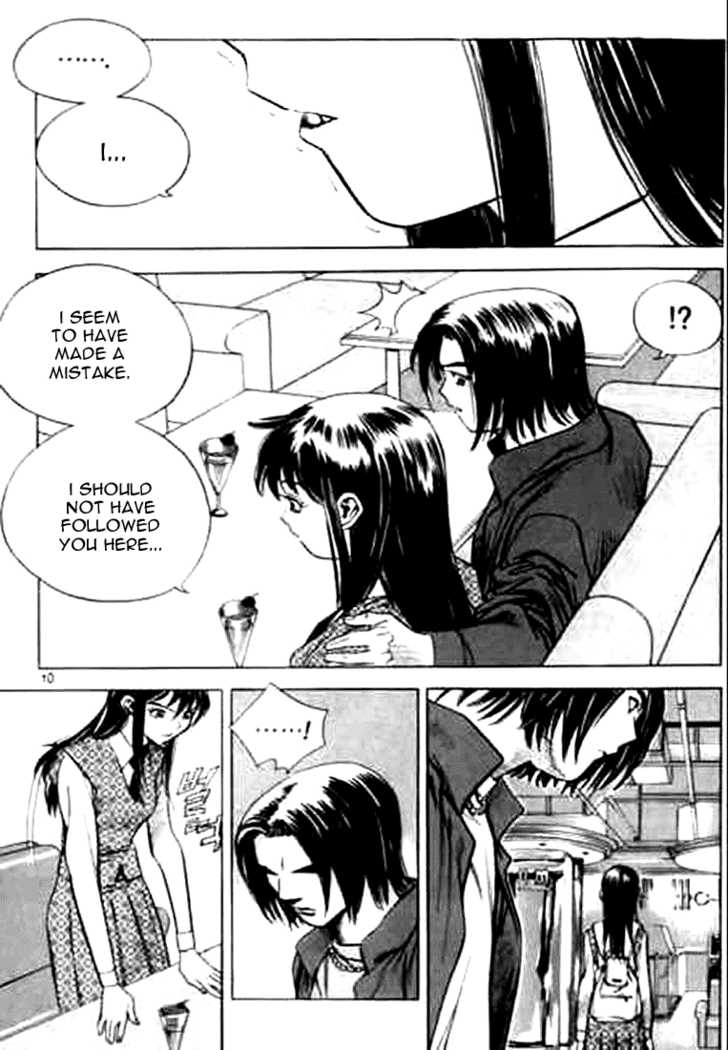 .......
I...
I SEEM
TO HAVE
MADE A
MISTAKE.
!?
I SHOULD
NOT HAVE
FOLLOWED
YOU HERE...
10
......!